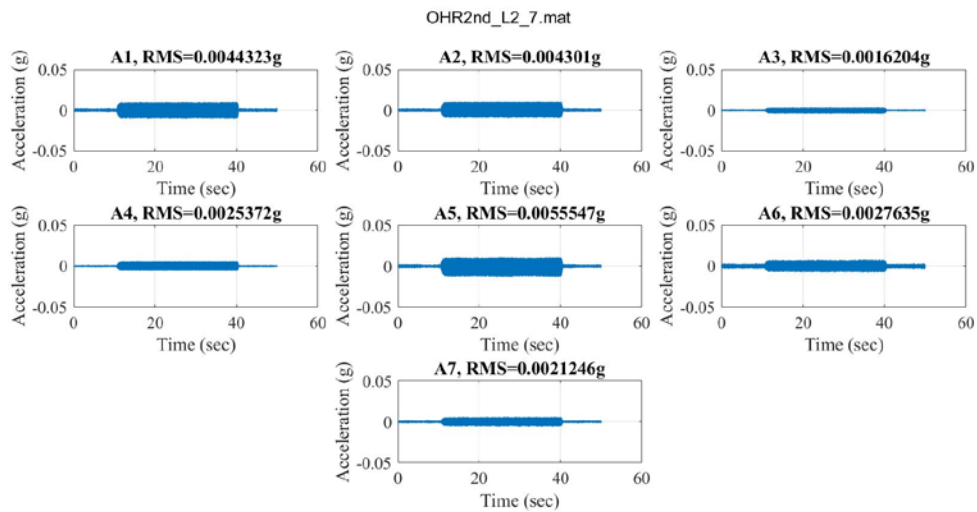 OHR2nd_L2_7.mat
A1, RMS=0.0044323g
A2, RMS=0.004301g
A3, RMS=0.0016204g
Acceleration (g)
0.05
0
-0.05
0 20 40 60
Time (sec)
Acceleration (g)
0.05
0
-0.05
0 20 40 60
Time (sec)
Acceleration (g)
0.05
0
-0.05
0 20 40 60
Time (sec)
A4, RMS=0.0025372g
A5, RMS=0.0055547g
A6, RMS=0.0027635g
Acceleration (g)
0.05
0
-0.05
0 20 40 60
Time (sec)
Acceleration (g)
0.05
0
-0.05
0 20 40 60
Time (sec)
Acceleration (g)
0.05
0
-0.05
0 20 40 60
Time (sec)
A7, RMS=0.0021246g
Acceleration (g)
0.05
0
-0.05
0 20 40 60
Time (sec)